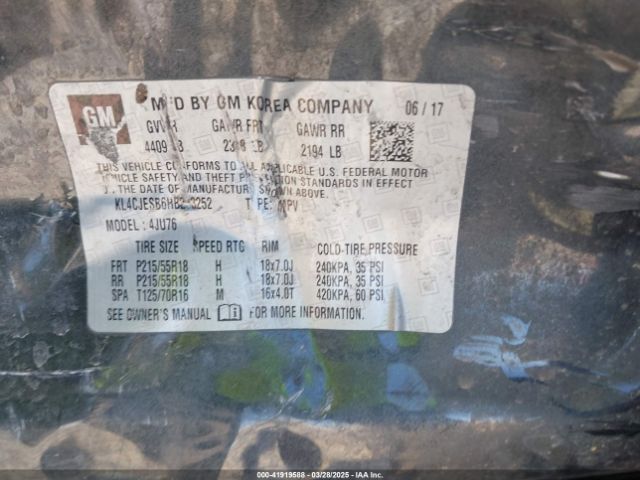 GM
MFD BY GM KOREA COMPANY 06 / 17
GVWR GAWR FRT GAWR RR
4409 LB LB 2194 LB
THIS VEHICLE CONFORMS TO ALL APPLICABLE U.S. FEDERAL MOTOR
VEHICLE SAFETY AND THEFT PREVENTION STANDARDS IN EFFECT
ON THE DATE OF MANUFACTURE SHOWN ABOVE.
TYPE: MPV
MODEL: 4JU76
TIRE SIZE SPEED RTG RIM COLD-TIRE PRESSURE
FRT P215/55R18 H 18x7.0J 240KPA, 35 PSI
RR P215/55R18 H 18x7.0J 240KPA, 35 PSI
SPA T125/70R16 M 16x4.0T 420KPA, 60 PSI
SEE OWNER'S MANUAL FOR MORE INFORMATION.
000-41919588 | 03/28/2025 | IAA Inc. (c)